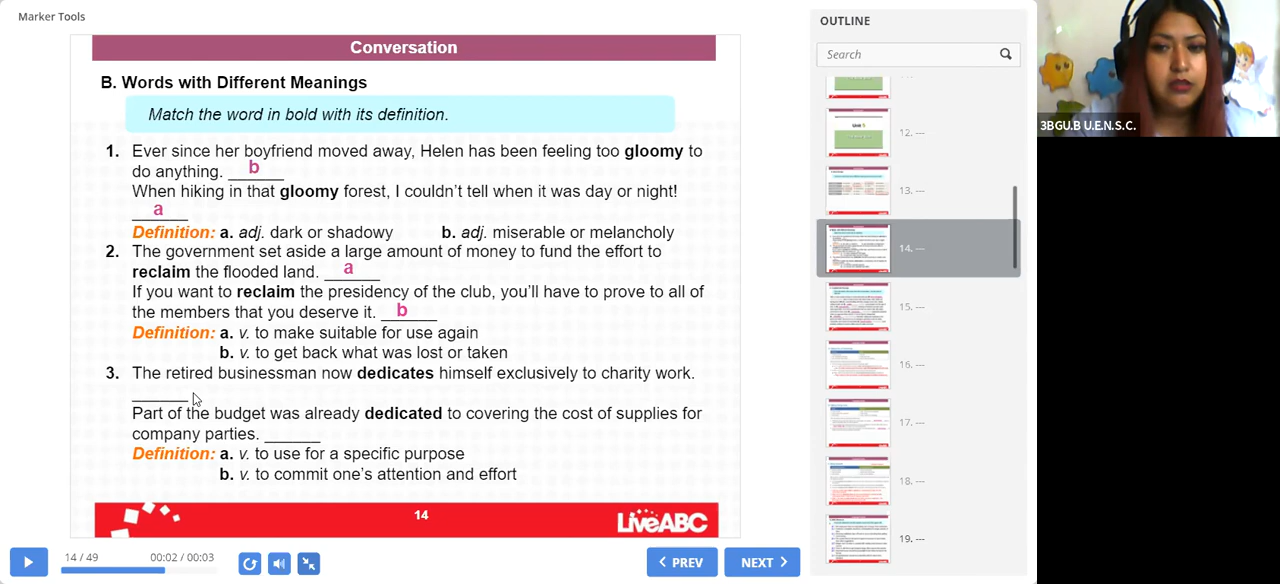 Marker Tools
Conversation
B. Words with Different Meanings
Match the word in bold with its definition.
1. Ever since her boyfriend moved away, Helen has been feeling too gloomy to
do anything. b
While hiking in that gloomy forest, I couldn't tell when it was day or night!
a
Definition: a. adj. dark or shadowy b. adj. miserable or melancholy
2. The government used a large amount of money to fund the effort to
reclaim the flooded land. a
If you want to reclaim the presidency of the club, you'll have to prove to all of
the members that you deserve it. b
Definition: a. v. to make suitable for use again
b. v. to get back what was lost or taken
3. The retired businessman now dedicates himself exclusively to charity work.
Part of the budget was already dedicated to covering the cost of supplies for
company parties.
Definition: a. v. to use for a specific purpose
b. v. to commit one's attention and effort
14
LiveABC
14 / 49
00:03
PREV
NEXT
OUTLINE
Search
12. ---
13. ---
14. ---
15. ---
16. ---
17. ---
18. ---
19. ---
3BGU.B U.E.N.S.C.